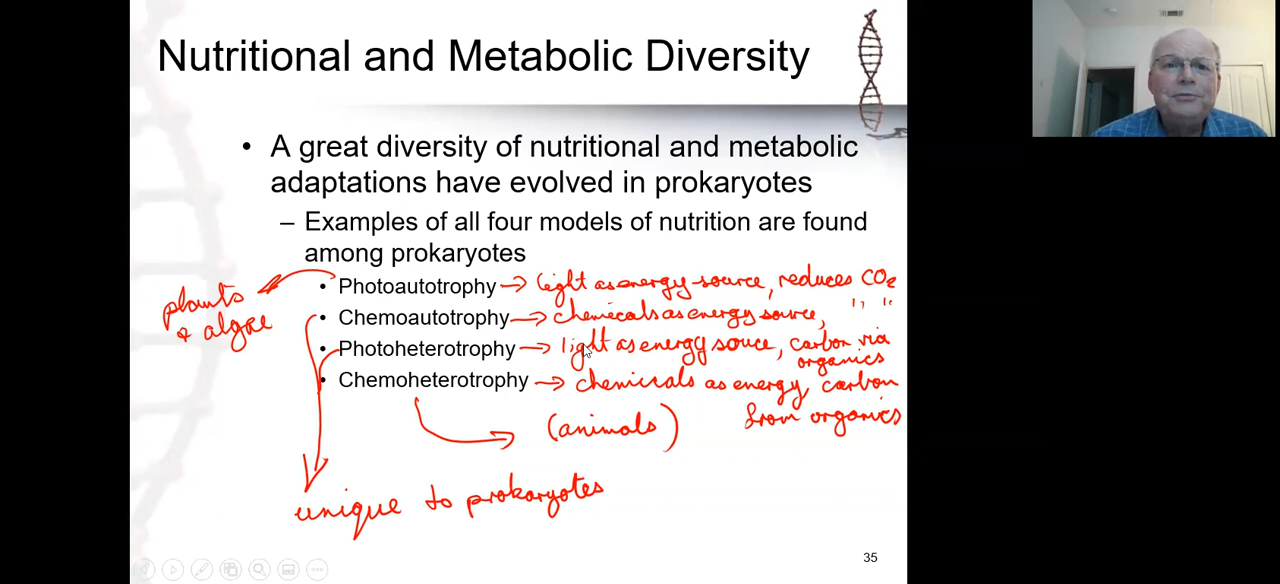 Nutritional and Metabolic Diversity
• A great diversity of nutritional and metabolic
adaptations have evolved in prokaryotes
– Examples of all four models of nutrition are found
among prokaryotes
• Photoautotrophy → light as energy source, reduces CO2
plants
& algae
• Chemoautotrophy → chemicals as energy source, " "
• Photoheterotrophy → light as energy souce, carbon via
organics
• Chemoheterotrophy → chemicals as energy, carbon
from organics
(animals)
unique to prokaryotes
35